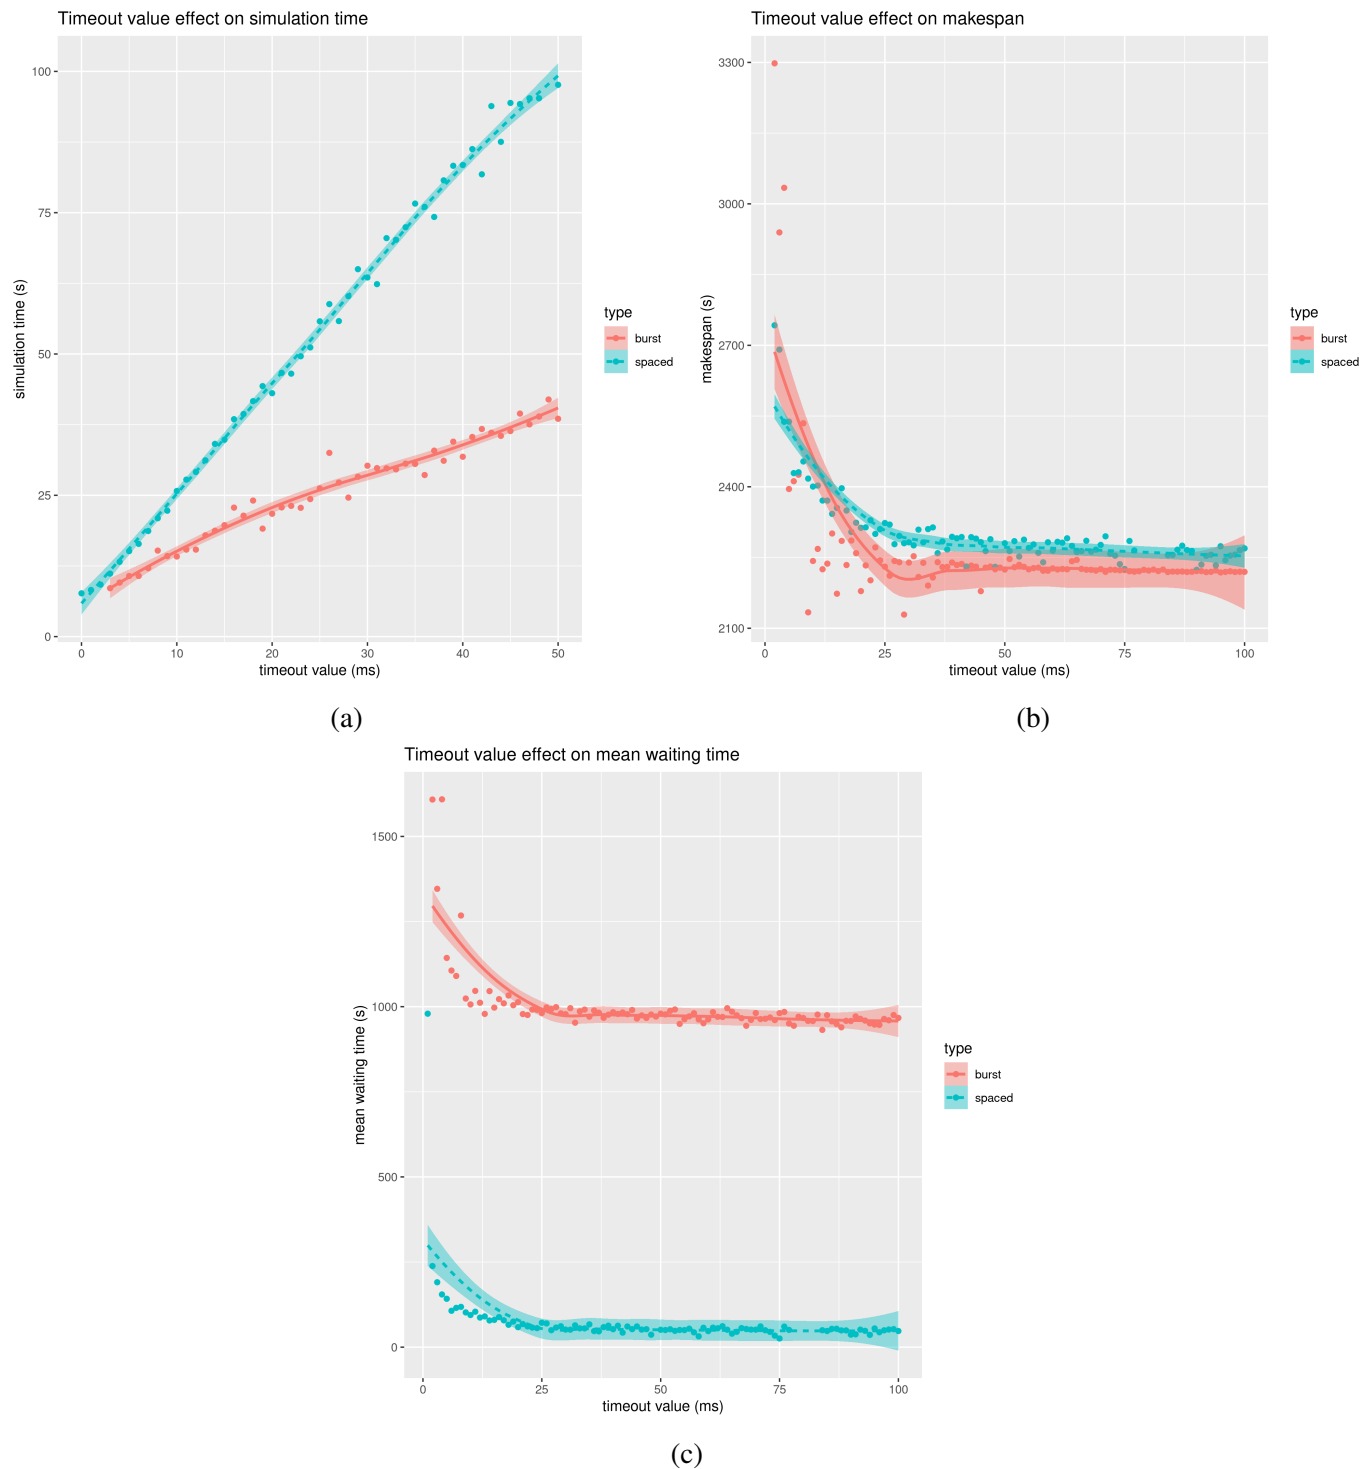 Timeout value effect on simulation time
100
75
50
25
0
simulation time (s)
0 10 20 30 40 50
timeout value (ms)
type
burst
spaced
(a)
Timeout value effect on makespan
3300
3000
2700
2400
2100
makespan (s)
0 25 50 75 100
timeout value (ms)
type
burst
spaced
(b)
Timeout value effect on mean waiting time
1500
1000
500
0
mean waiting time (s)
0 25 50 75 100
timeout value (ms)
type
burst
spaced
(c)